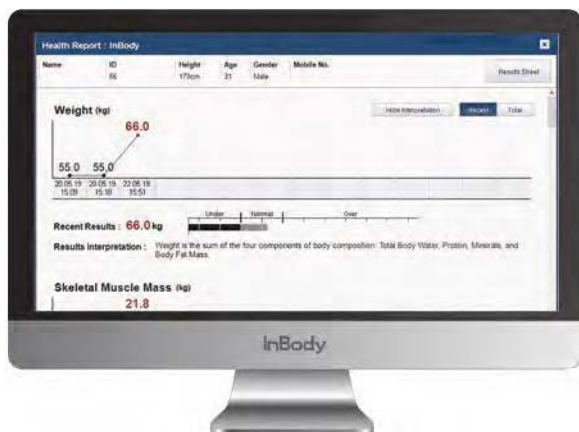 Health Report : InBody
Name ID Height Age Gender Mobile No.
66 170cm 31 Male
Results Sheet
Weight (kg)
Hide Interpretation Recent Total
66.0
55.0 55.0
20.05.19 20.05.19 22.05.19
15:09 15:18 15:51
Under Normal Over
Recent Results : 66.0 kg
Results Interpretation : Weight is the sum of the four components of body composition: Total Body Water, Protein, Minerals, and
Body Fat Mass.
Skeletal Muscle Mass (kg)
21.8
InBody